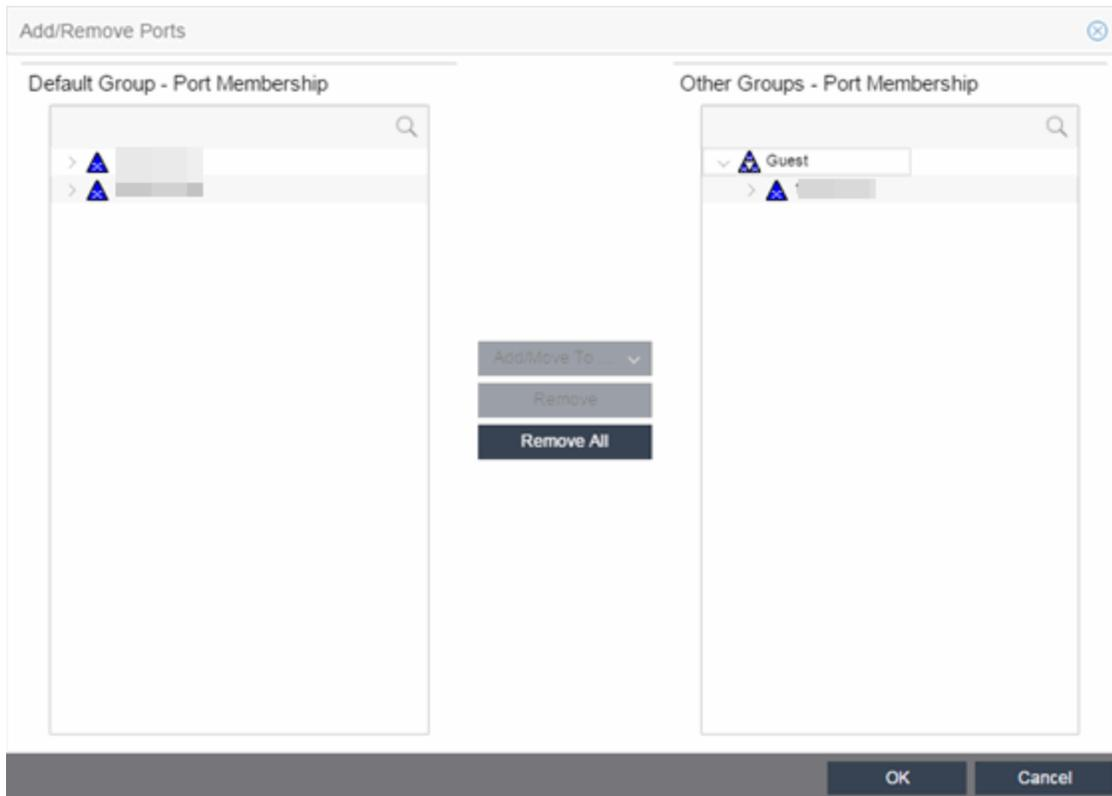 Add/Remove Ports
Default Group - Port Membership
Other Groups - Port Membership
Guest
Add/Move To ...
Remove
Remove All
OK
Cancel